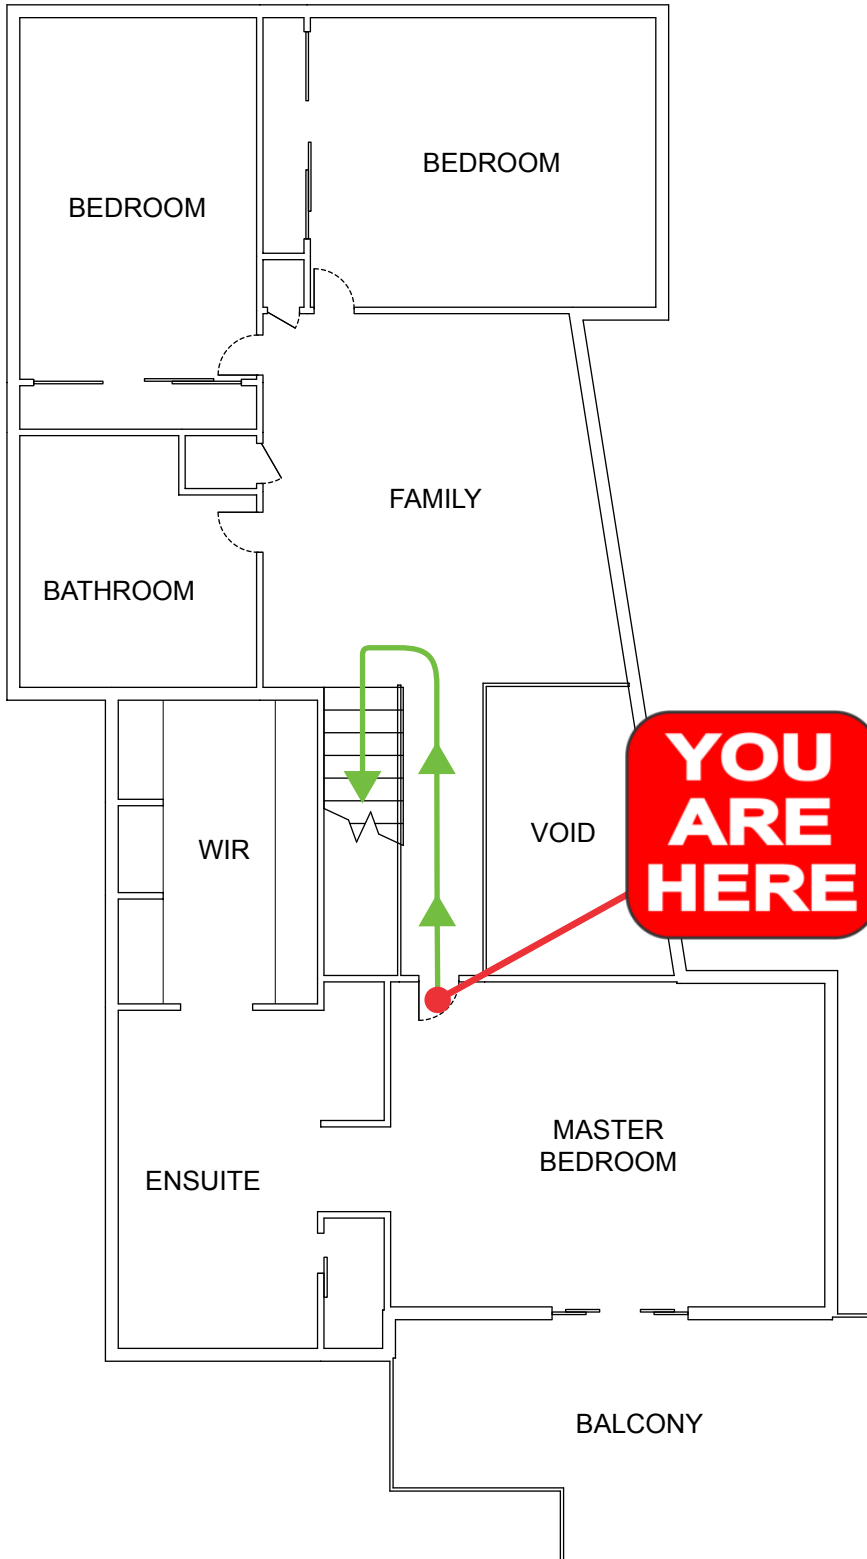 BEDROOM
BEDROOM
FAMILY
BATHROOM
YOU
ARE
HERE
VOID
WIR
MASTER
BEDROOM
ENSUITE
BALCONY